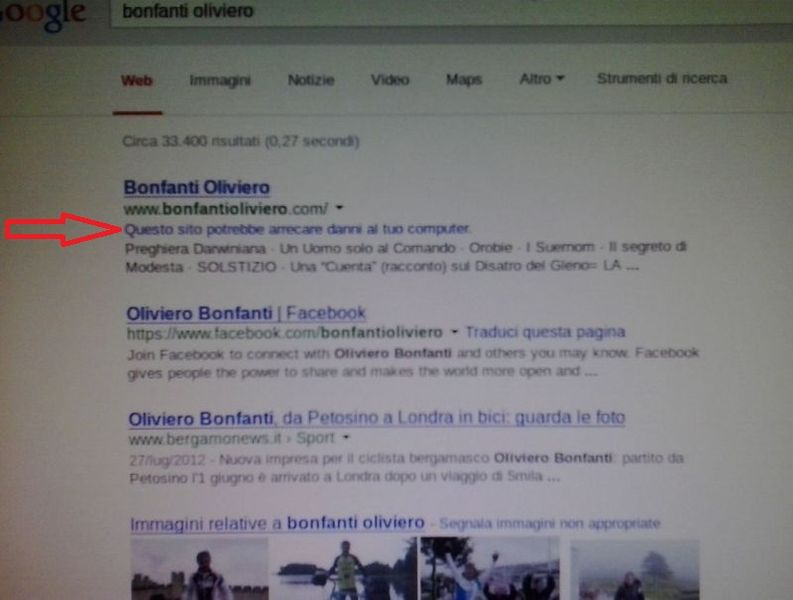 oogle bonfanti oliviero
Web Immagini Notizie Video Maps Altro Strumenti di ricerca
Circa 33.400 risultati (0,27 secondi)
Bonfanti Oliviero
www.bonfantioliviero.com/
Questo sito potrebbe arrecare danni al tuo computer.
Preghiera Darwiniana · Un Uomo solo al Comando · Orobie · I Suemom · Il segreto di
Modesta · SOLSTIZIO · Una "Cuenta" (racconto) sul Disatro del Gleno= LA ...
Oliviero Bonfanti | Facebook
https://www.facebook.com/bonfantioliviero Traduci questa pagina
Join Facebook to connect with Oliviero Bonfanti and others you may know. Facebook
gives people the power to share and makes the world more open and ...
Oliviero Bonfanti, da Petosino a Londra in bici: guarda le foto
www.bergamonews.it › Sport
27/lug/2012 - Nuova impresa per il ciclista bergamasco Oliviero Bonfanti: partito da
Petosino l'1 giugno è arrivato a Londra dopo un viaggio di 5mila ...
Immagini relative a bonfanti oliviero - Segnala immagini non appropriate